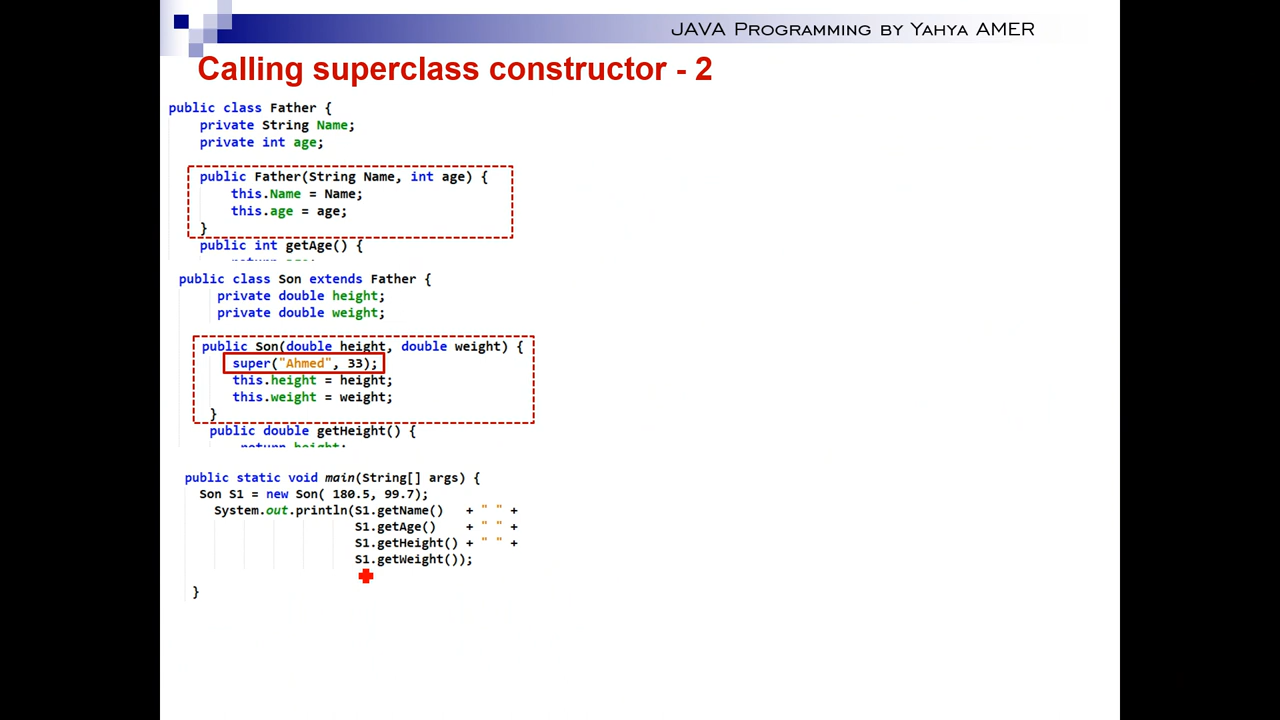 JAVA Programming by Yahya AMER
Calling superclass constructor - 2
public class Father {
private String Name;
private int age;
public Father(String Name, int age) {
this.Name = Name;
this.age = age;
}
public int getAge() {
public class Son extends Father {
private double height;
private double weight;
public Son(double height, double weight) {
super("Ahmed", 33);
this.height = height;
this.weight = weight;
}
public double getHeight() {
return height;
public static void main(String[] args) {
Son S1 = new Son( 180.5, 99.7);
System.out.println(S1.getName() + " " +
S1.getAge() + " " +
S1.getHeight() + " " +
S1.getWeight());
}